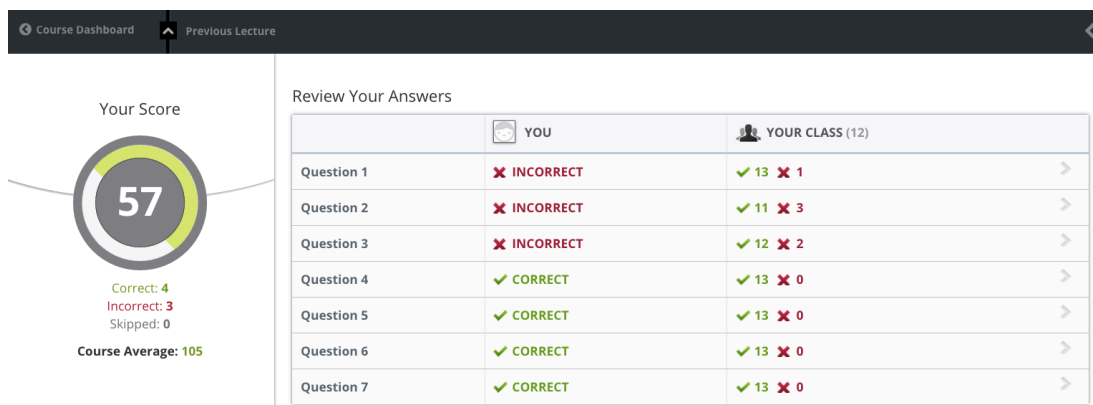 Course Dashboard Previous Lecture
Your Score
57
Correct: 4
Incorrect: 3
Skipped: 0
Course Average: 105
Review Your Answers
YOU YOUR CLASS (12)
Question 1 INCORRECT 13 1
Question 2 INCORRECT 11 3
Question 3 INCORRECT 12 2
Question 4 CORRECT 13 0
Question 5 CORRECT 13 0
Question 6 CORRECT 13 0
Question 7 CORRECT 13 0